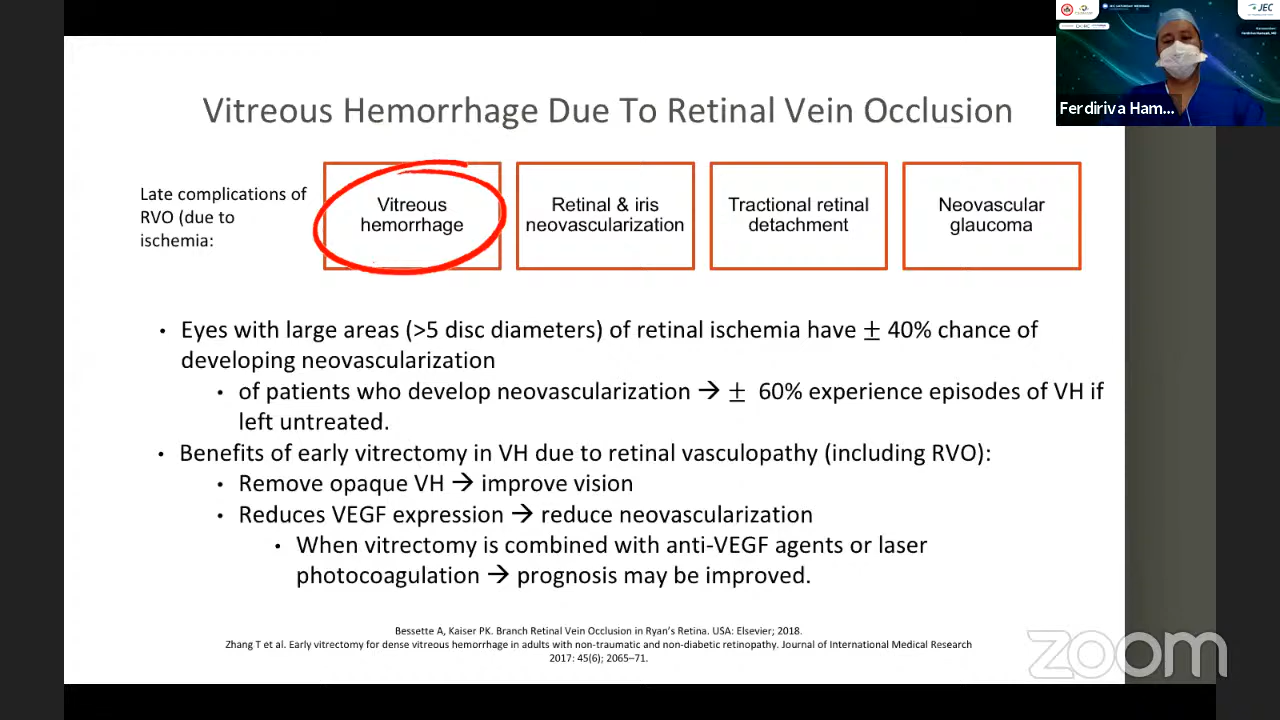 JEC
Ferdiriva Ham...
Vitreous Hemorrhage Due To Retinal Vein Occlusion
Late complications of
RVO (due to
ischemia:
Vitreous
hemorrhage
Retinal & iris
neovascularization
Tractional retinal
detachment
Neovascular
glaucoma
• Eyes with large areas (>5 disc diameters) of retinal ischemia have ± 40% chance of
developing neovascularization
• of patients who develop neovascularization → ± 60% experience episodes of VH if
left untreated.
• Benefits of early vitrectomy in VH due to retinal vasculopathy (including RVO):
• Remove opaque VH → improve vision
• Reduces VEGF expression → reduce neovascularization
• When vitrectomy is combined with anti-VEGF agents or laser
photocoagulation → prognosis may be improved.
Bessette A, Kaiser PK. Branch Retinal Vein Occlusion in Ryan's Retina. USA: Elsevier; 2018.
Zhang T et al. Early vitrectomy for dense vitreous hemorrhage in adults with non-traumatic and non-diabetic retinopathy. Journal of International Medical Research
2017: 45(6); 2065–71.
zoom